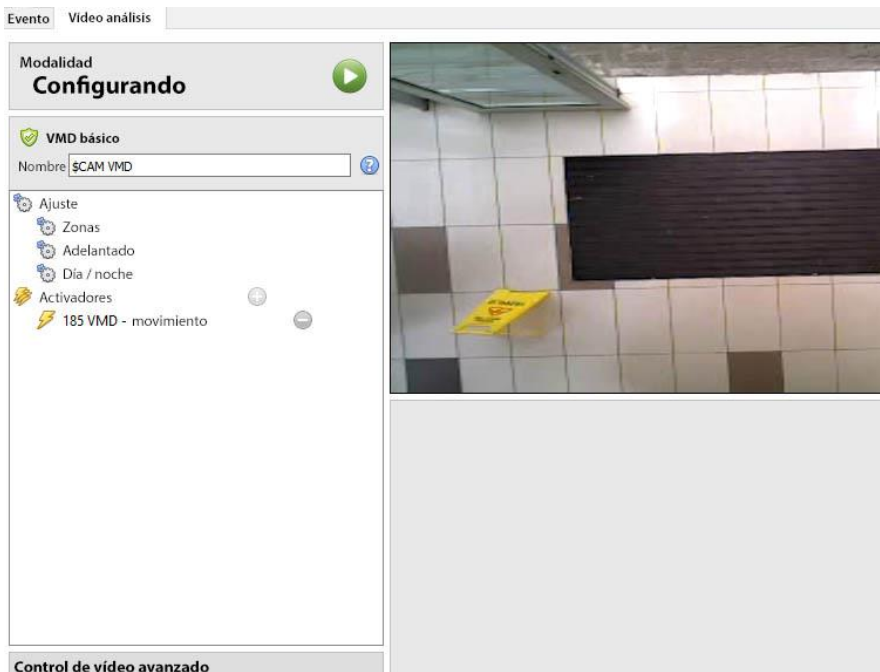 Evento Vídeo análisis
Modalidad
Configurando
VMD básico
Nombre $CAM VMD
Ajuste
Zonas
Adelantado
Día / noche
Activadores
185 VMD - movimiento
Control de vídeo avanzado